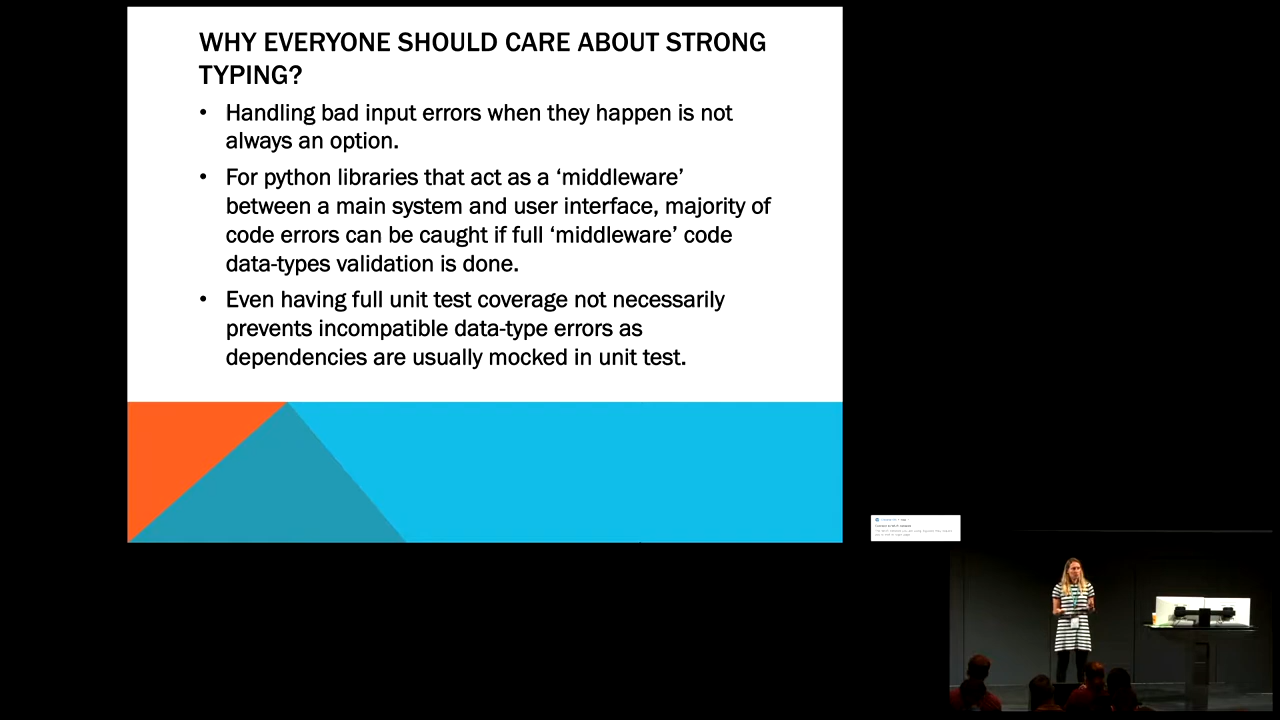 WHY EVERYONE SHOULD CARE ABOUT STRONG
TYPING?
• Handling bad input errors when they happen is not
always an option.
• For python libraries that act as a ‘middleware’
between a main system and user interface, majority of
code errors can be caught if full ‘middleware’ code
data-types validation is done.
• Even having full unit test coverage not necessarily
prevents incompatible data-type errors as
dependencies are usually mocked in unit test.